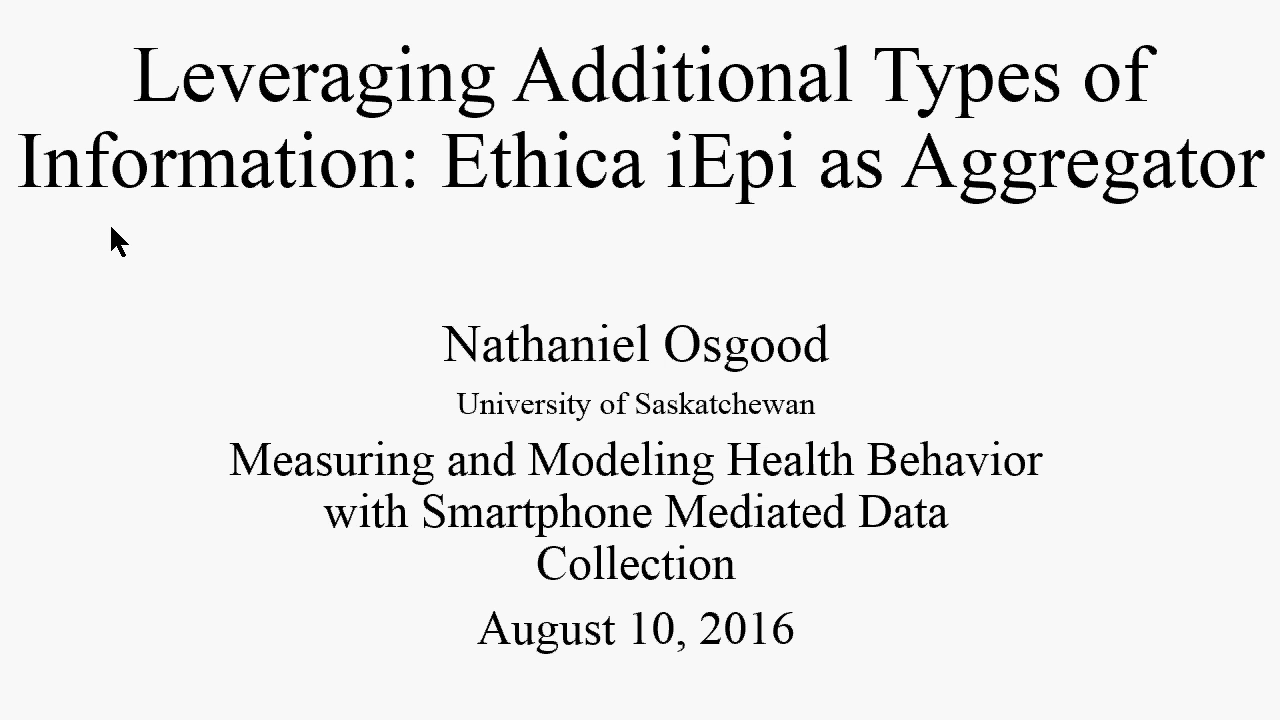 Leveraging Additional Types of
Information: Ethica iEpi as Aggregator
Nathaniel Osgood
University of Saskatchewan
Measuring and Modeling Health Behavior
with Smartphone Mediated Data
Collection
August 10, 2016